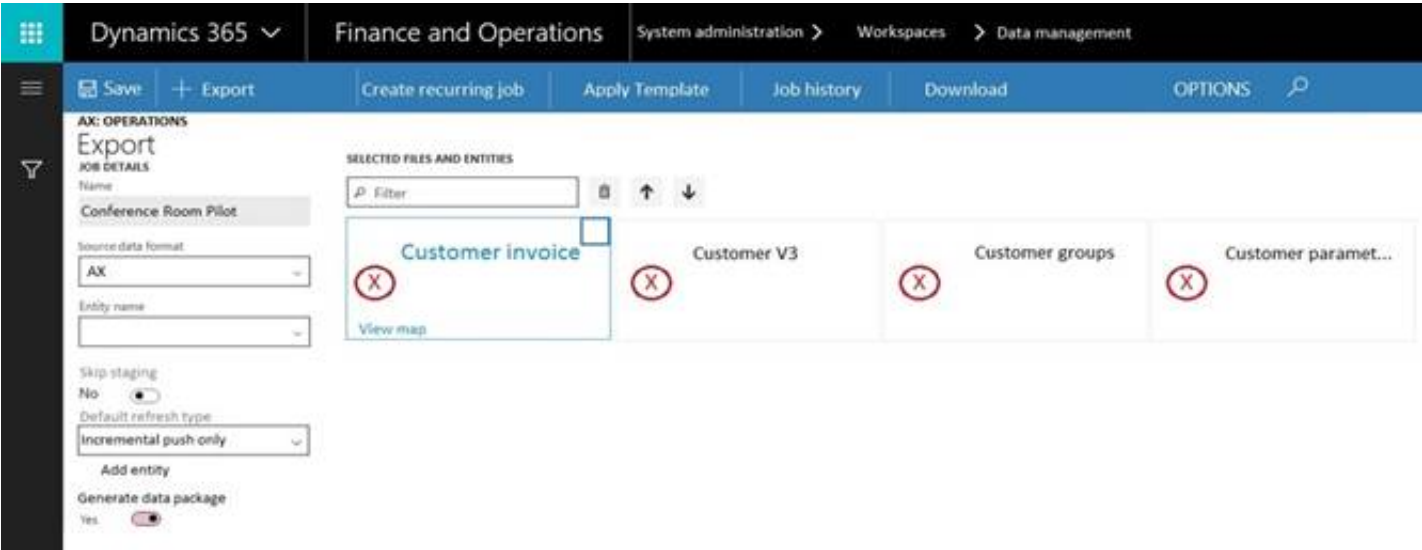 Dynamics 365 Finance and Operations System administration > Workspaces > Data management
Save + Export Create recurring job Apply Template Job history Download OPTIONS
AX: OPERATIONS
Export
JOB DETAILS
Name
Conference Room Pilot
Source data format
AX
Entity name
Skip staging
No
Default refresh type
Incremental push only
Add entity
Generate data package
Yes
SELECTED FILES AND ENTITIES
Filter
Customer invoice
X
View map
Customer V3
X
Customer groups
X
Customer paramet...
X